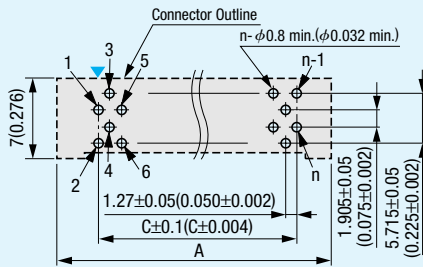 Connector Outline
n-ϕ0.8 min.(ϕ0.032 min.)
3
1
5
n-1
7(0.276)
2
4
6
n
1.27±0.05(0.050±0.002)
C±0.1(C±0.004)
A
1.905±0.05
(0.075±0.002)
5.715±0.05
(0.225±0.002)